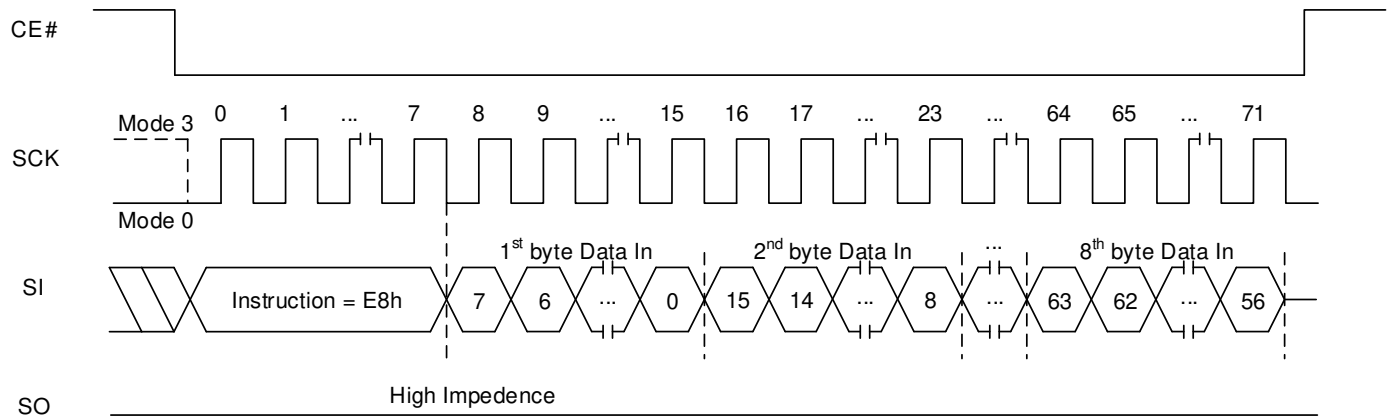 CE#
0 1 ... 7 8 9 ... 15 16 17 ... 23 ... 64 65 ... 71
Mode 3
SCK
Mode 0
1st byte Data In 2nd byte Data In ... 8th byte Data In
SI Instruction = E8h 7 6 ... 0 15 14 ... 8 ... 63 62 ... 56
High Impedence
SO